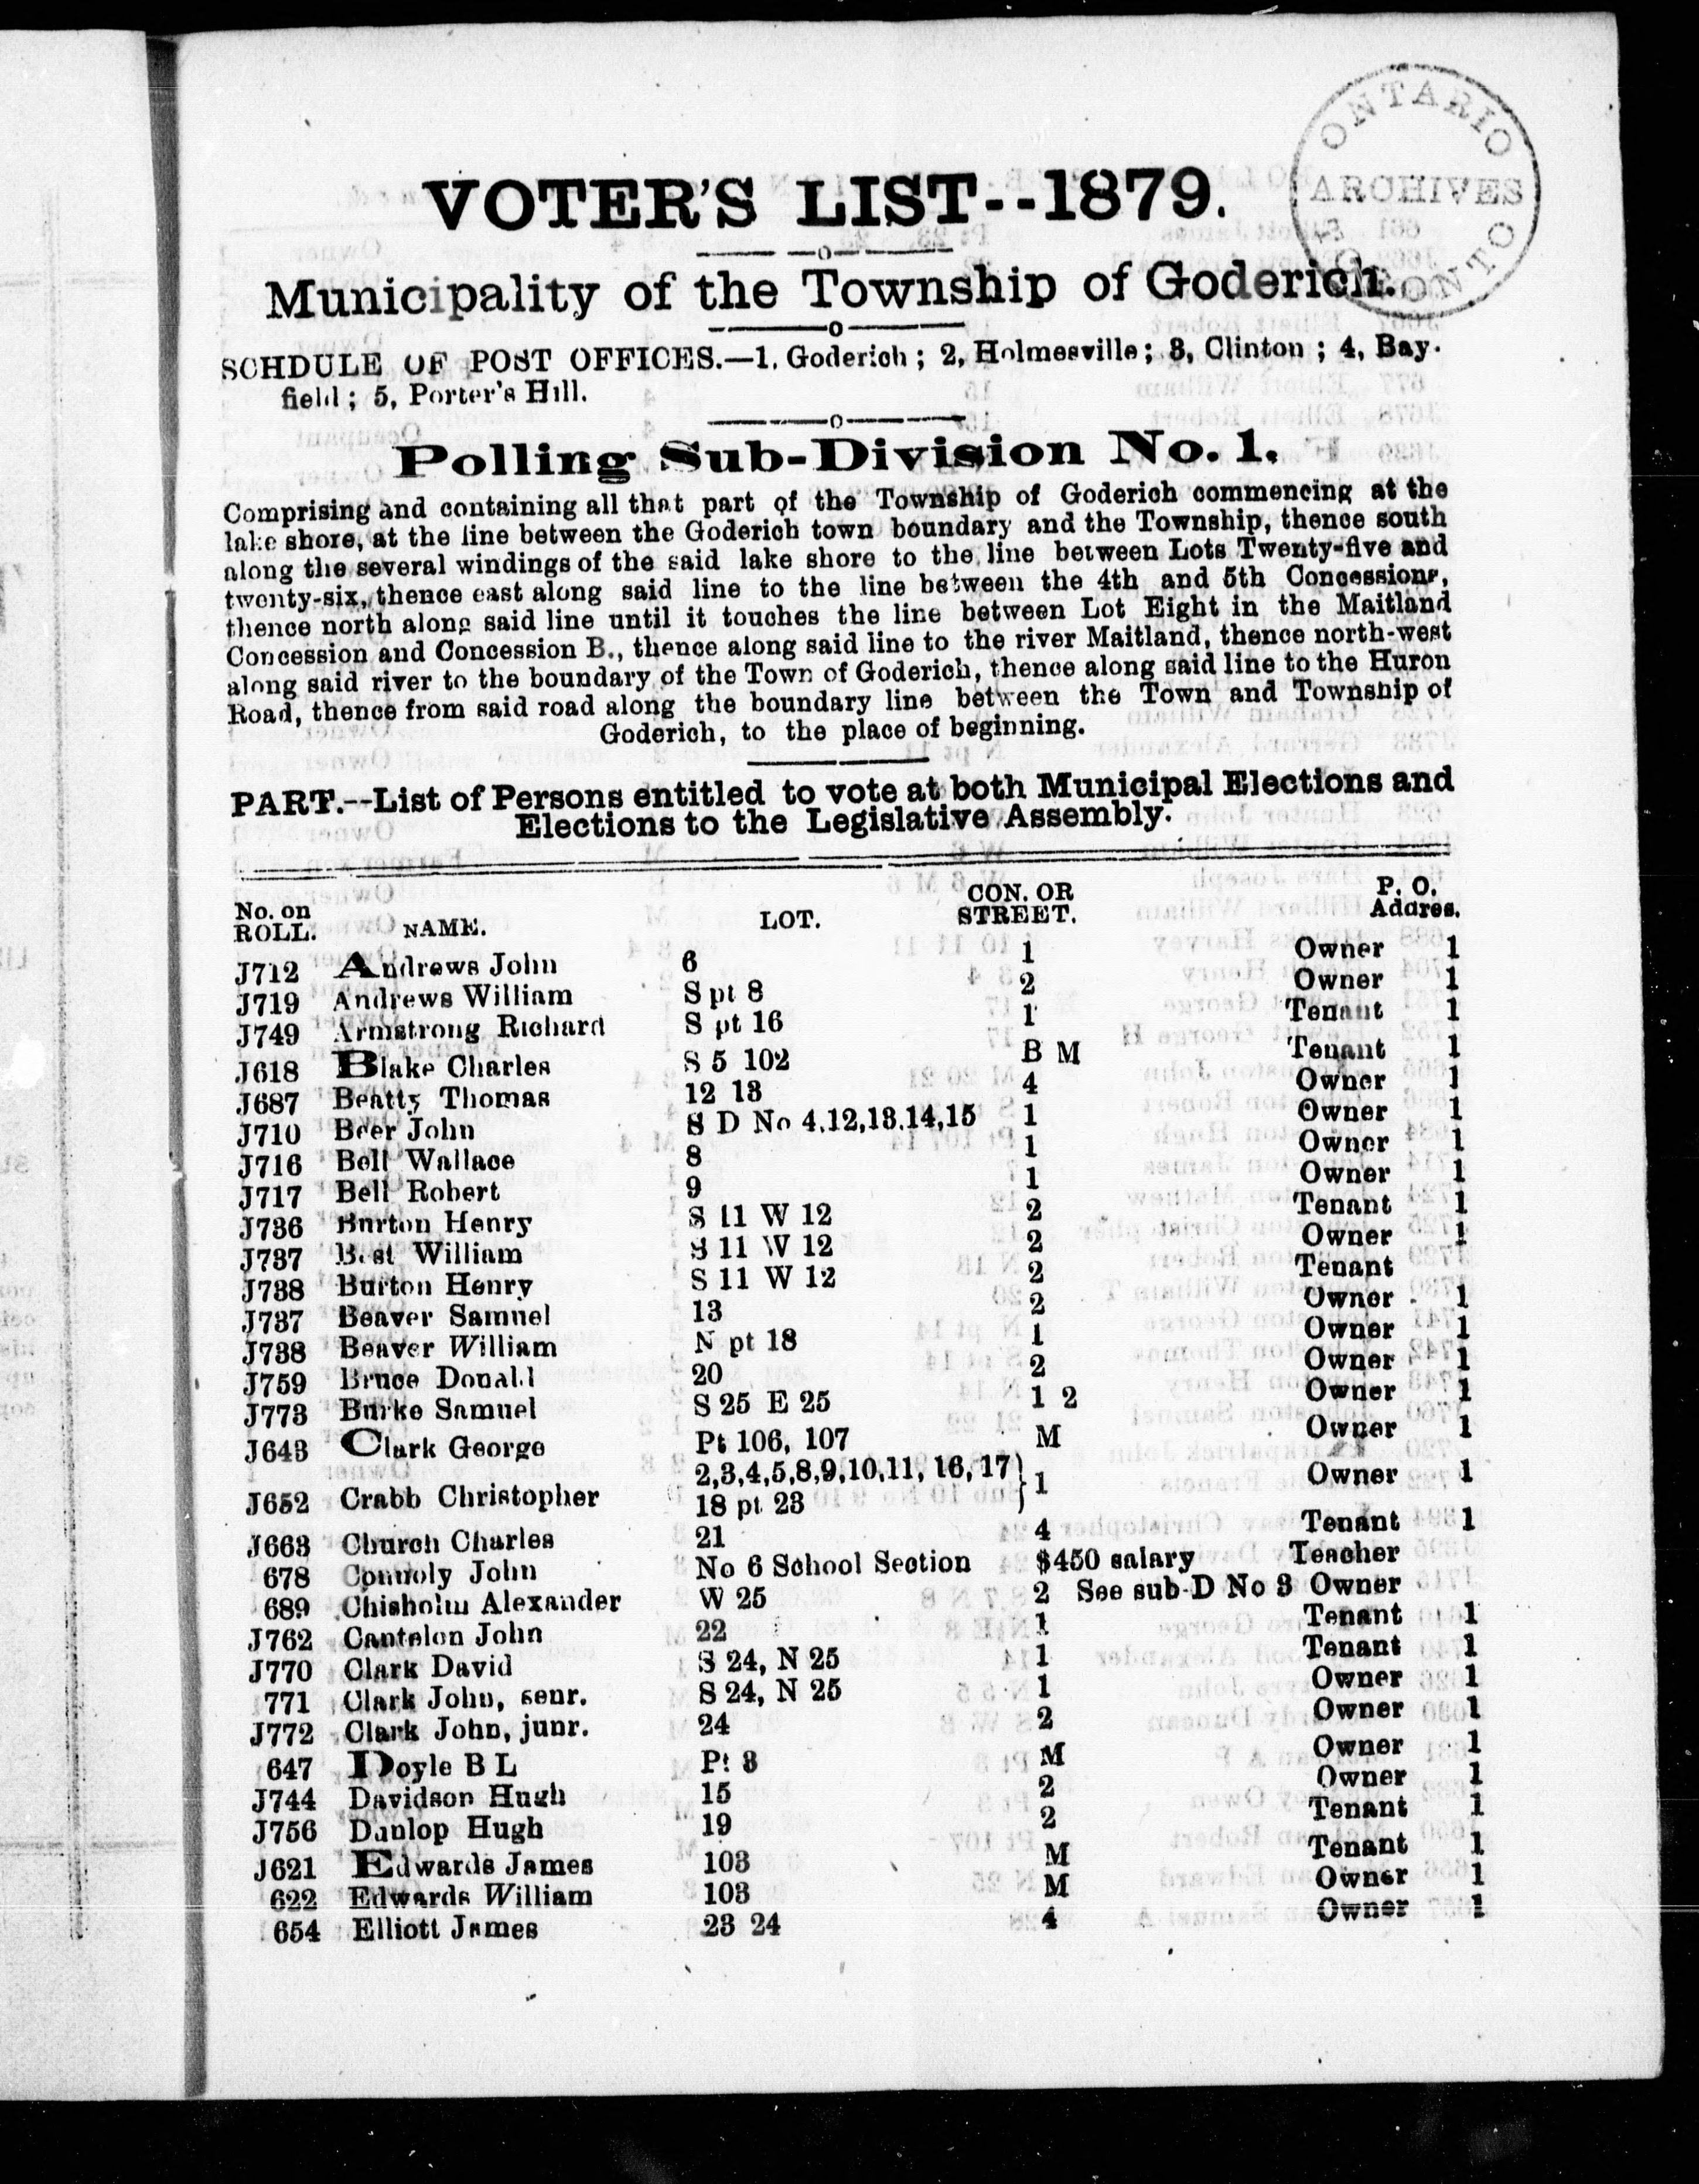 VOTER'S LIST--1879.
Municipality of the Township of Goderich.
SCHDULE OF POST OFFICES.—1, Goderich; 2, Holmesville; 3, Clinton; 4, Bay-
field; 5, Porter's Hill.
Polling Sub-Division No. 1.
Comprising and containing all that part of the Township of Goderich commencing at the
lake shore, at the line between the Goderich town boundary and the Township, thence south
along the several windings of the said lake shore to the line between Lots Twenty-five and
twenty-six, thence east along said line to the line between the 4th and 5th Concessions,
thence north along said line until it touches the line between Lot Eight in the Maitland
Concession and Concession B., thence along said line to the river Maitland, thence north-west
along said river to the boundary of the Town of Goderich, thence along said line to the Huron
Road, thence from said road along the boundary line between the Town and Township of
Goderich, to the place of beginning.
PART.--List of Persons entitled to vote at both Municipal Elections and
Elections to the Legislative Assembly.
No. on ROLL. NAME. LOT. CON. OR STREET. P. O. Addres.
J712 Andrews John 6 1 Owner 1
J719 Andrews William S pt 8 2 Owner 1
J749 Armstrong Richard S pt 16 1 Tenant 1
J618 Blake Charles S 5 102 B M Tenant 1
J687 Beatty Thomas 12 13 4 Owner 1
J710 Beer John S D No 4,12,13,14,15 1 Owner 1
J716 Bell Wallace 8 1 Owner 1
J717 Bell Robert 9 1 Owner 1
J736 Burton Henry S 11 W 12 2 Tenant 1
J737 Best William S 11 W 12 2 Owner 1
J738 Burton Henry S 11 W 12 2 Tenant
J737 Beaver Samuel 13 2 Owner 1
J738 Beaver William N pt 18 1 Owner 1
J759 Bruce Donald 20 2 Owner 1
J773 Burke Samuel S 25 E 25 1 2 Owner 1
J643 Clark George Pt 106, 107 M Owner 1
J652 Crabb Christopher 2,3,4,5,8,9,10,11, 16, 17 } 1 Owner 1
18 pt 23
J663 Church Charles 21 4 Tenant 1
678 Connoly John No 6 School Section $450 salary Teacher
689 Chisholm Alexander W 25 2 See sub-D No 3 Owner
J762 Cantelon John 22 1 Tenant 1
J770 Clark David S 24, N 25 1 Tenant 1
771 Clark John, senr. S 24, N 25 1 Owner 1
J772 Clark John, junr. 24 2 Owner 1
647 Doyle B L Pt 3 M Owner 1
J744 Davidson Hugh 15 2 Owner 1
J756 Dunlop Hugh 19 2 Tenant 1
J621 Edwards James 103 M Tenant 1
622 Edwards William 103 M Owner 1
654 Elliott James 23 24 4 Owner 1
ONTARIO
ARCHIVES
TORONTO